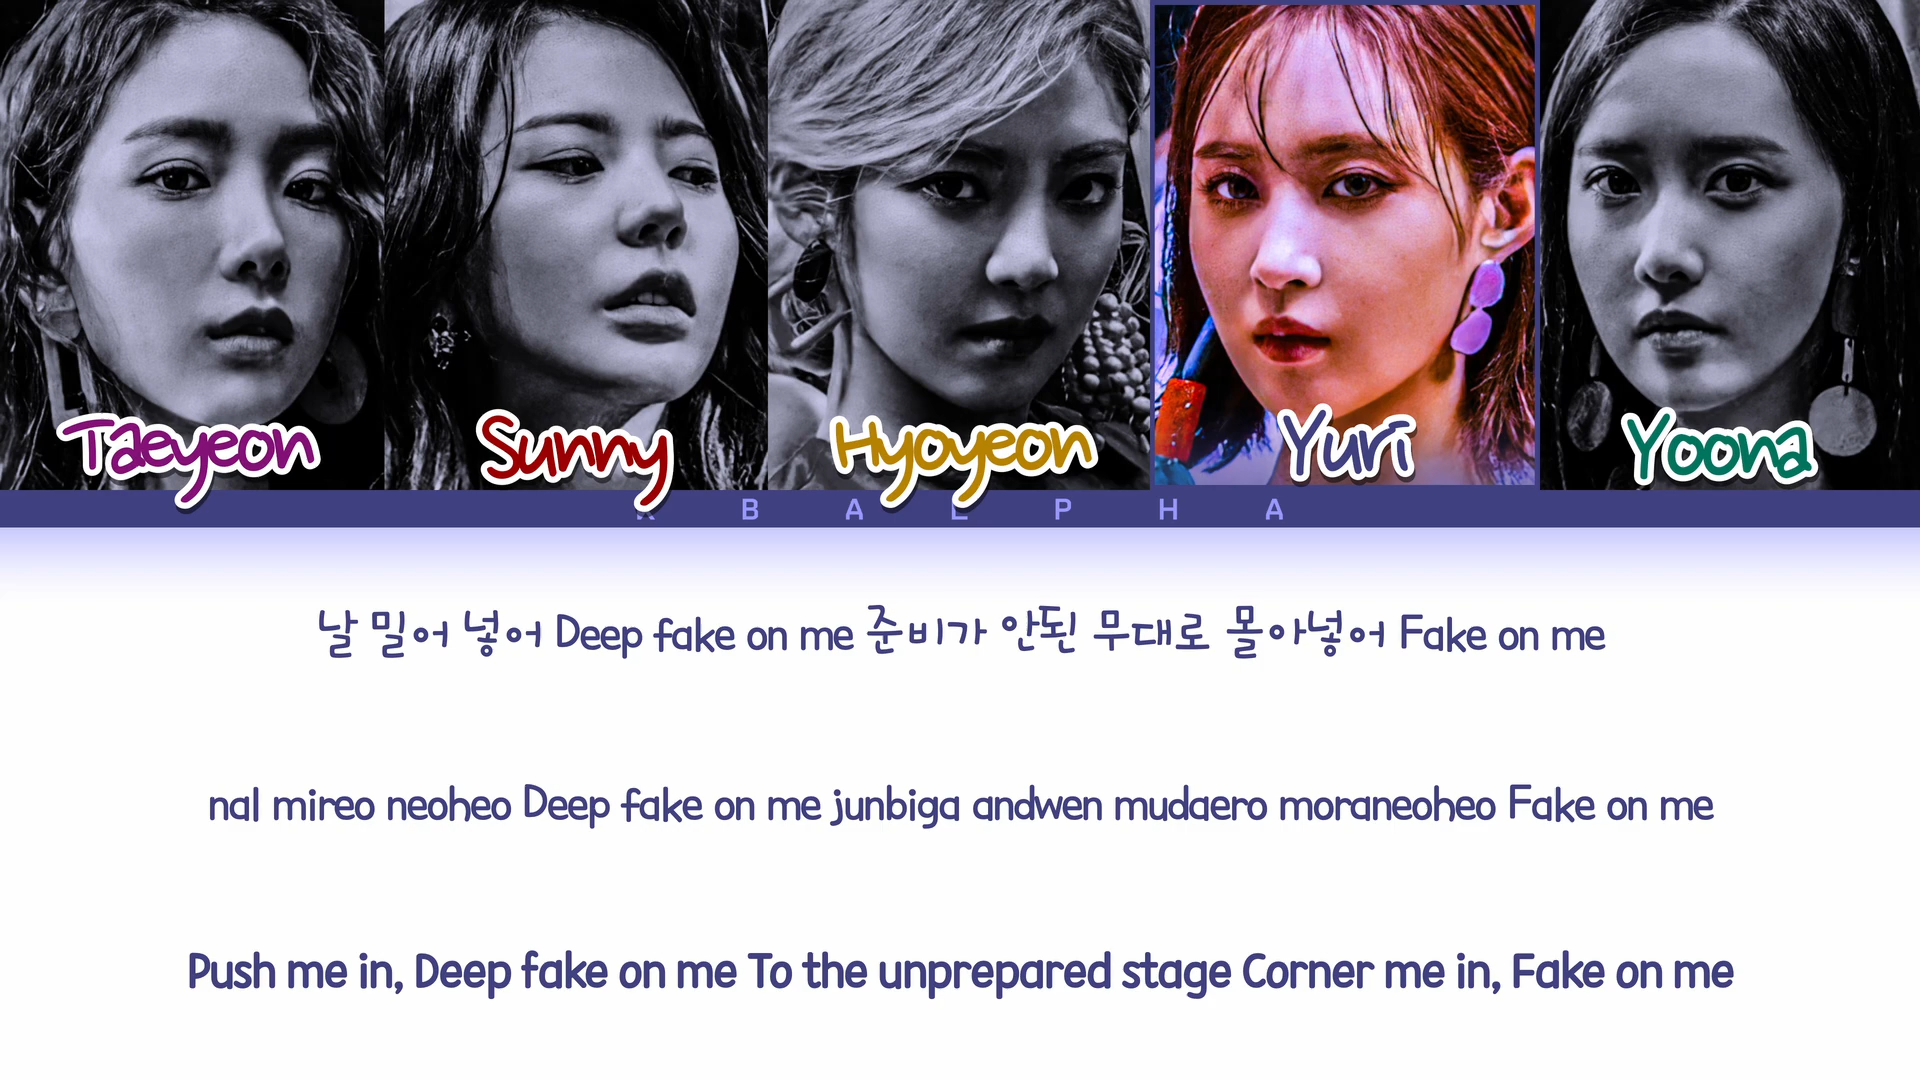 Taeyeon
Sunny
Hyoyeon
Yuri
Yoona
K B A L P H A
날 밀어 넣어 Deep fake on me 준비가 안된 무대로 몰아넣어 Fake on me
nal mireo neoheo Deep fake on me junbiga andwen mudaero moraneoheo Fake on me
Push me in, Deep fake on me To the unprepared stage Corner me in, Fake on me